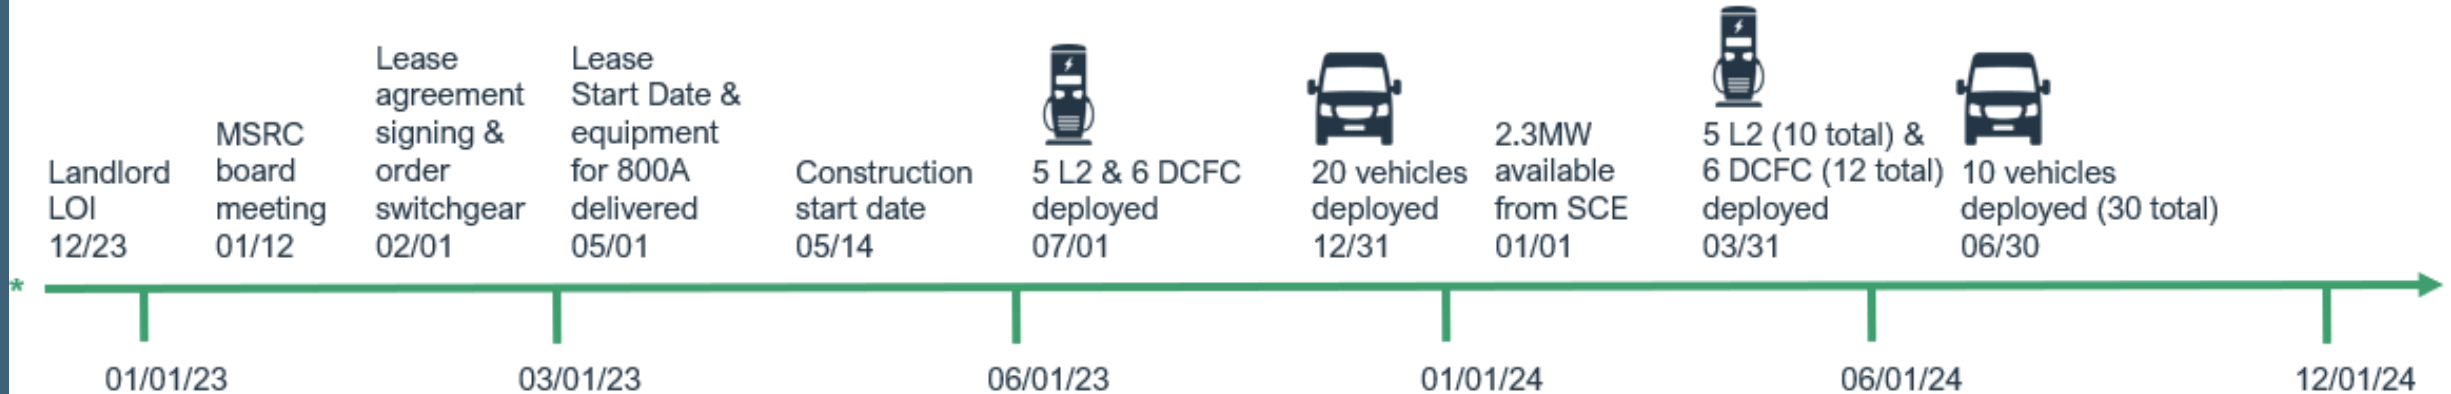 Landlord
LOI
12/23
MSRC
board
meeting
01/12
Lease
agreement
signing &
order
switchgear
02/01
Lease
Start Date &
equipment
for 800A
delivered
05/01
Construction
start date
05/14
5 L2 & 6 DCFC
deployed
07/01
20 vehicles
deployed
12/31
2.3MW
available
from SCE
01/01
5 L2 (10 total) &
6 DCFC (12 total)
deployed
03/31
10 vehicles
deployed (30 total)
06/30
*
01/01/23
03/01/23
06/01/23
01/01/24
06/01/24
12/01/24